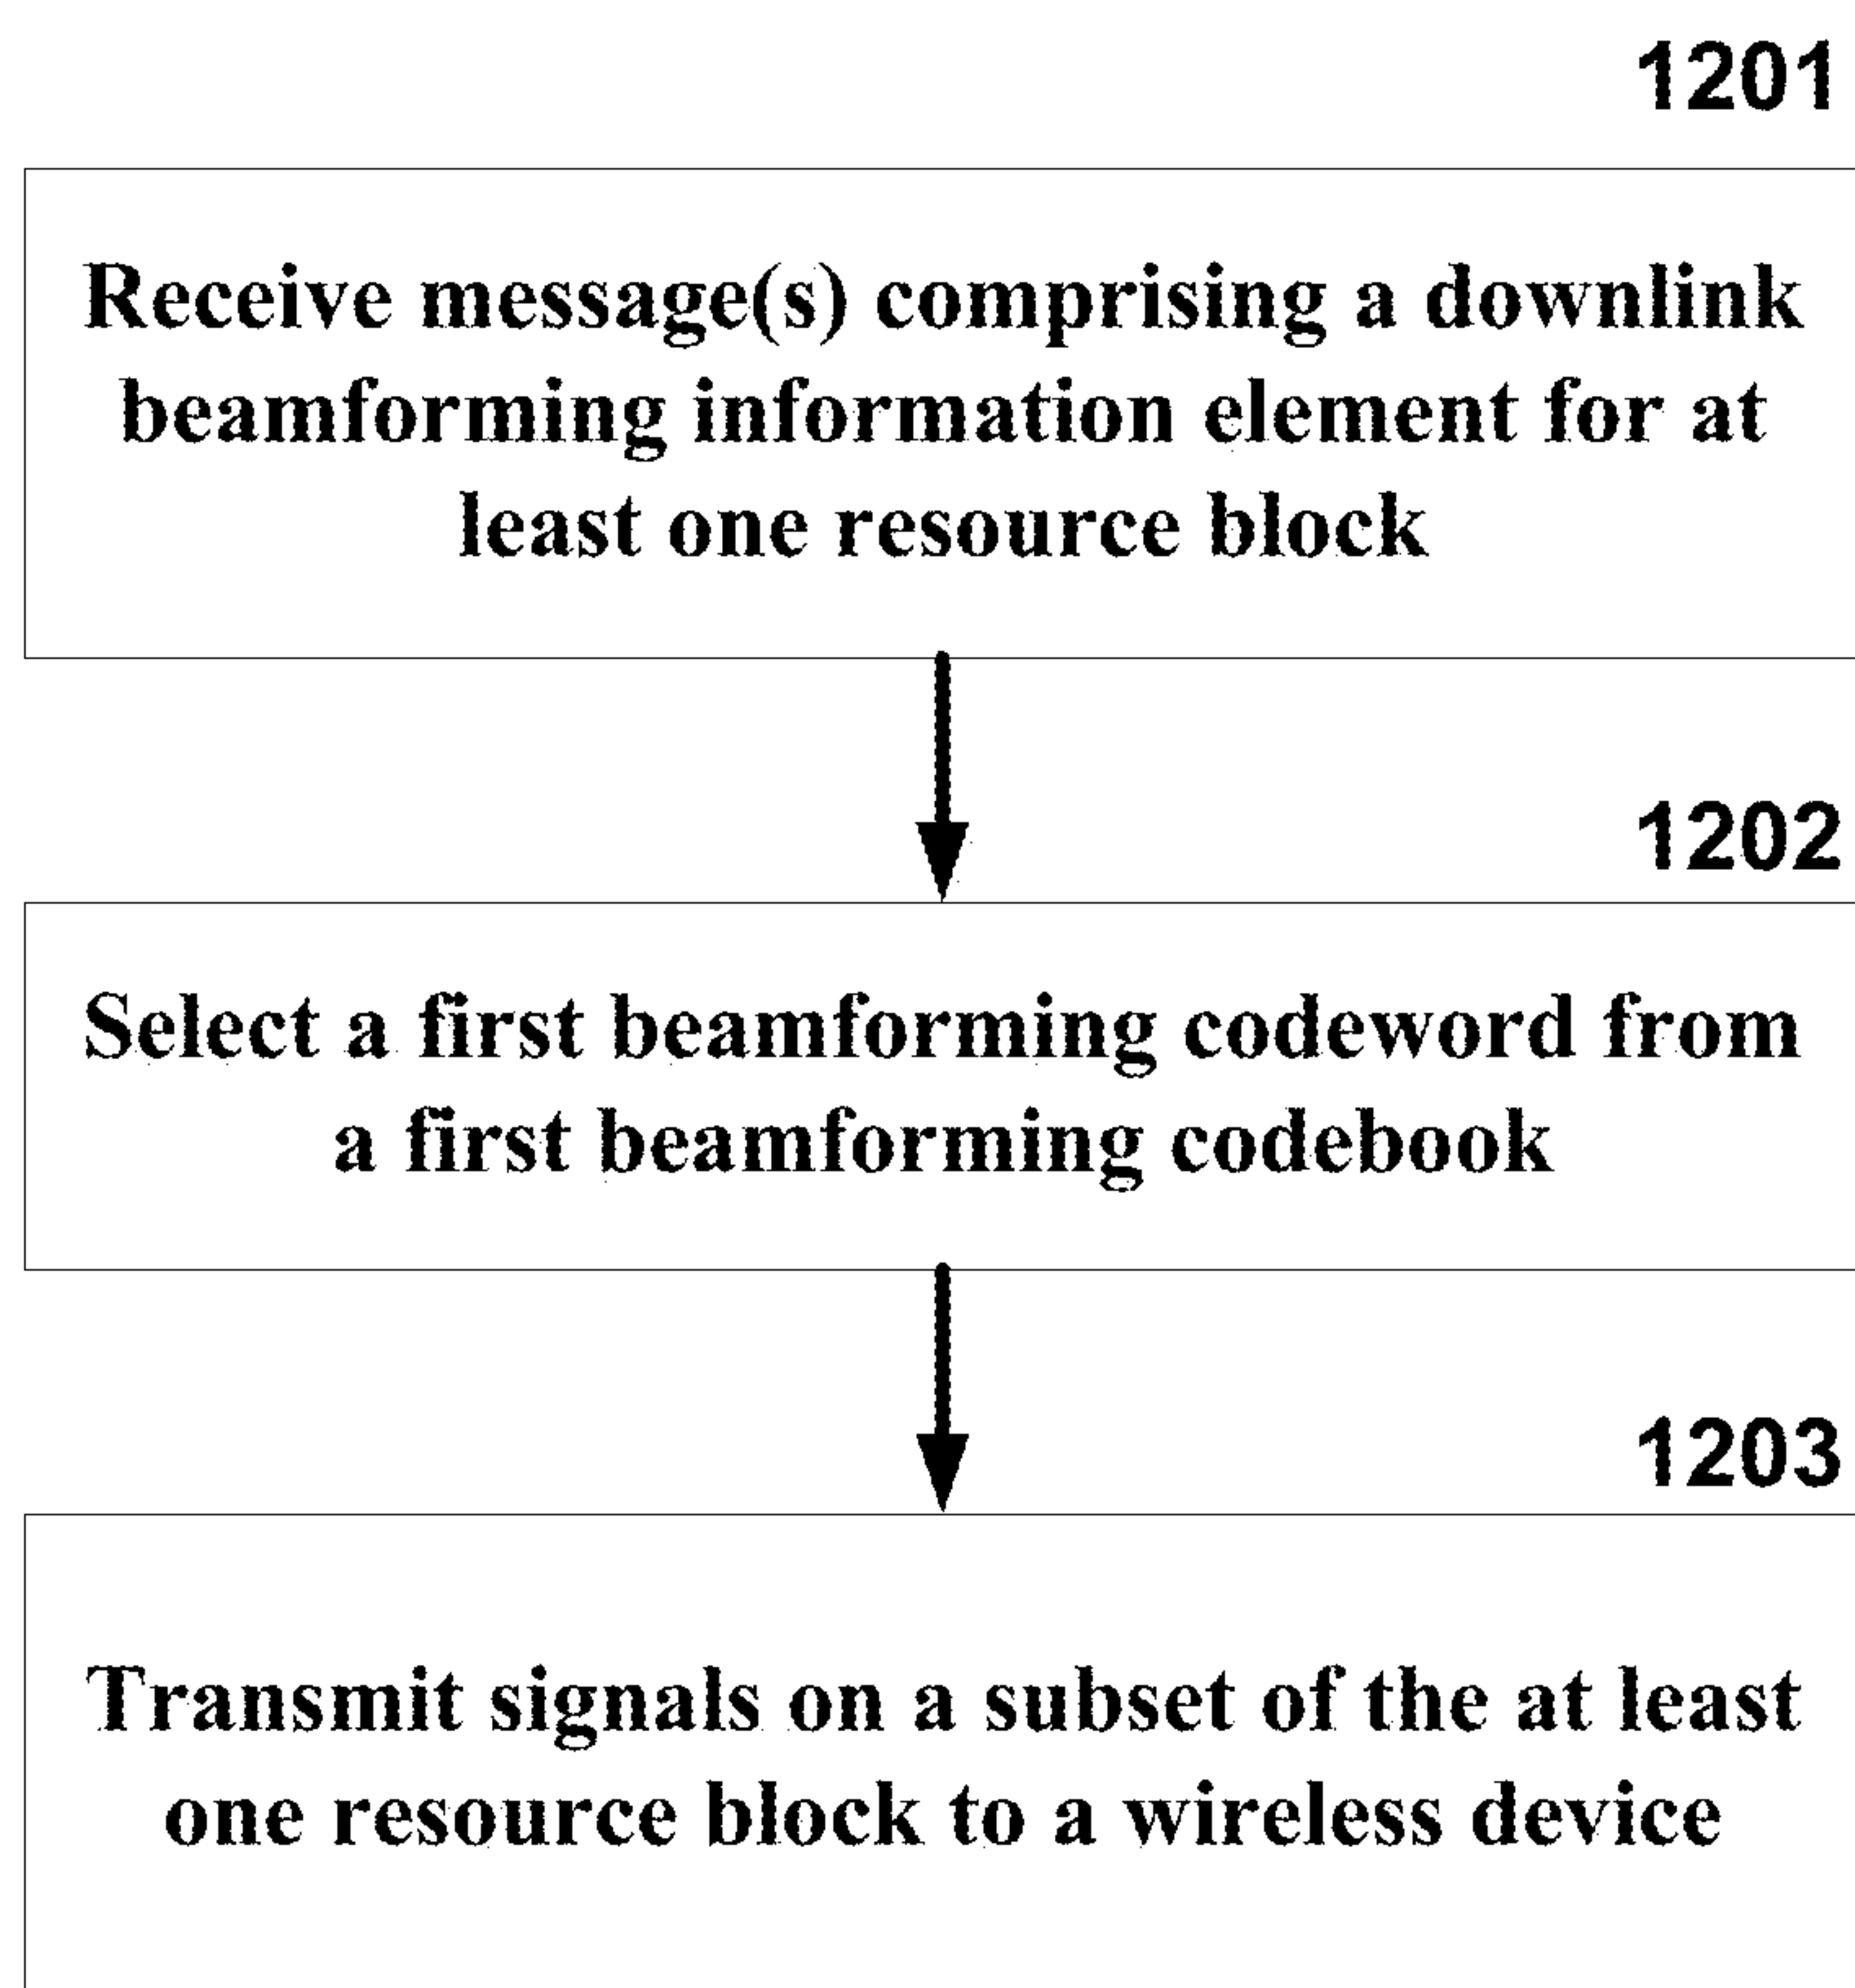 1201
Receive message(s) comprising a downlink
beamforming information element for at
least one resource block
1202
Select a first beamforming codeword from
a first beamforming codebook
1203
Transmit signals on a subset of the at least
one resource block to a wireless device